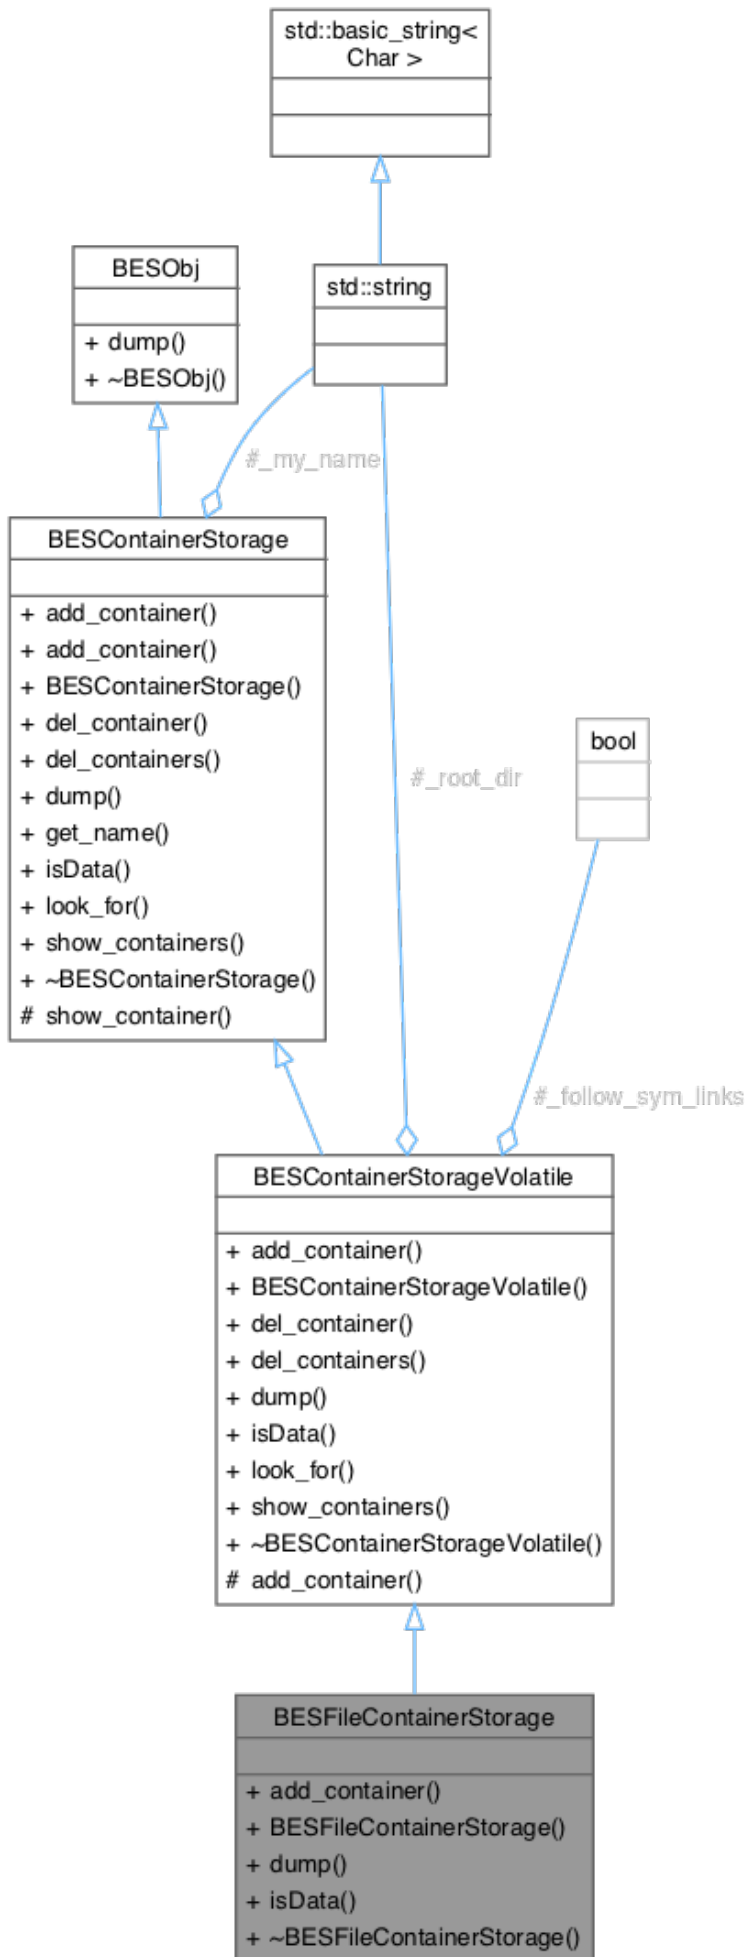 std::basic_string<
Char >
BESObj
+ dump()
+ ~BESObj()
std::string
#_my_name
BESContainerStorage
+ add_container()
+ add_container()
+ BESContainerStorage()
+ del_container()
+ del_containers()
+ dump()
+ get_name()
+ isData()
+ look_for()
+ show_containers()
+ ~BESContainerStorage()
# show_container()
bool
#_root_dir
#_follow_sym_links
BESContainerStorageVolatile
+ add_container()
+ BESContainerStorageVolatile()
+ del_container()
+ del_containers()
+ dump()
+ isData()
+ look_for()
+ show_containers()
+ ~BESContainerStorageVolatile()
# add_container()
BESFileContainerStorage
+ add_container()
+ BESFileContainerStorage()
+ dump()
+ isData()
+ ~BESFileContainerStorage()